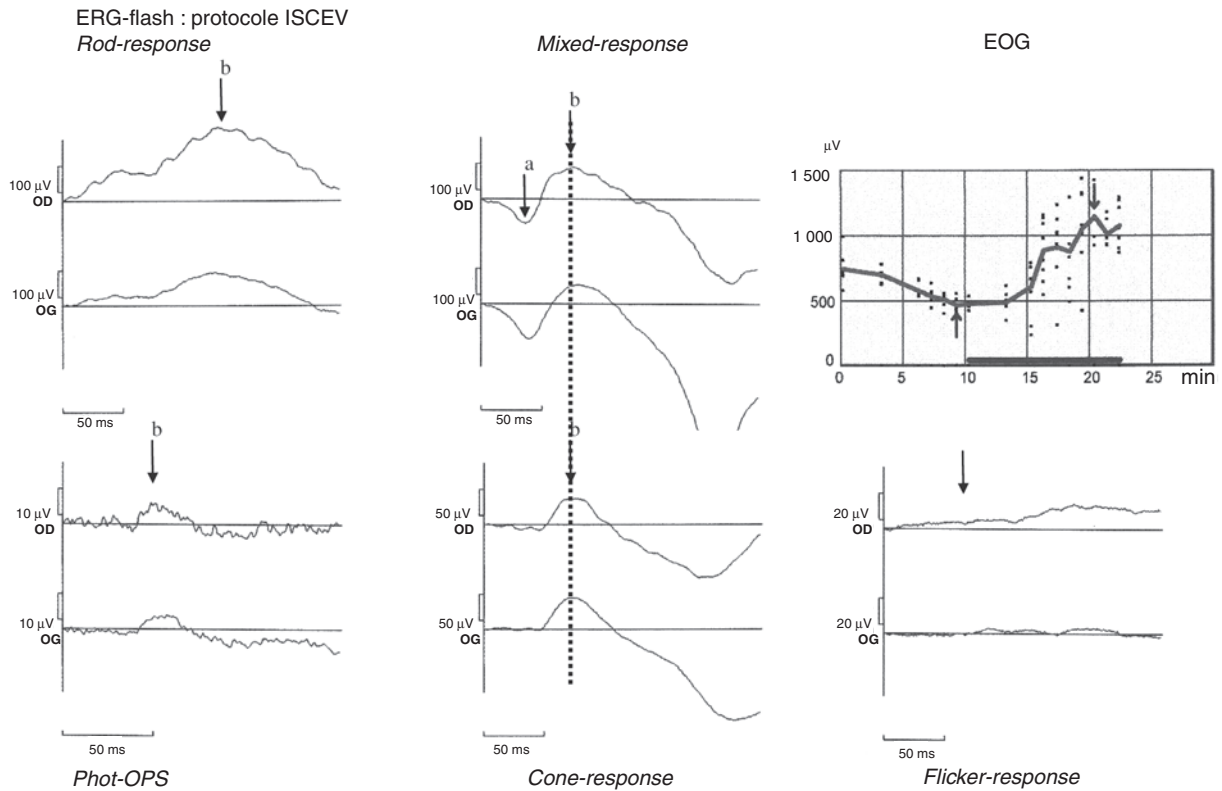 ERG-flash : protocole ISCEV
Rod-response
Mixed-response
EOG
b
100 µV
OD
100 µV
OG
50 ms
b
a
100 µV
OD
100 µV
OG
50 ms
µV
1 500
1 000
500
0
0 5 10 15 20 25 min
b
10 µV
OD
10 µV
OG
50 ms
Phot-OPS
b
50 µV
OD
50 µV
OG
50 ms
Cone-response
20 µV
OD
20 µV
OG
50 ms
Flicker-response